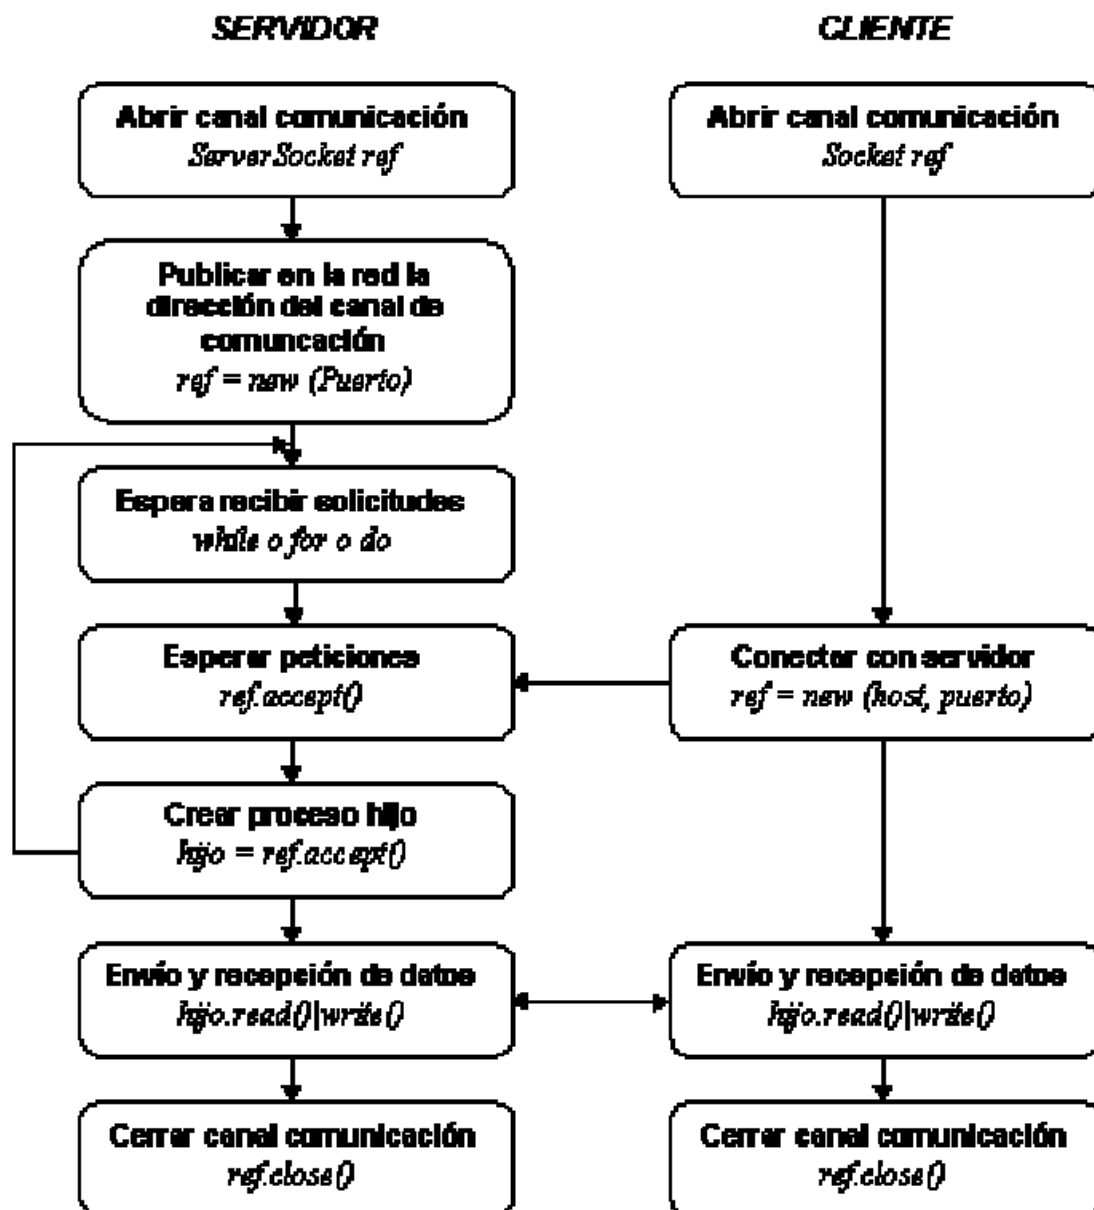 SERVIDOR
CLIENTE
Abrir canal comunicación
ServerSocket ref
Abrir canal comunicación
Socket ref
Publicar en la red la
dirección del canal de
comuncación
ref = new (Puerto)
Espera recibir solicitudes
while o for o do
Esperar peticiones
ref.accept()
Conectar con servidor
ref = new (host, puerto)
Crear proceso hijo
hijo = ref.accept()
Envío y recepción de datos
hijo.read()|write()
Envío y recepción de datos
hijo.read()|write()
Cerrar canal comunicación
ref.close()
Cerrar canal comunicación
ref.close()